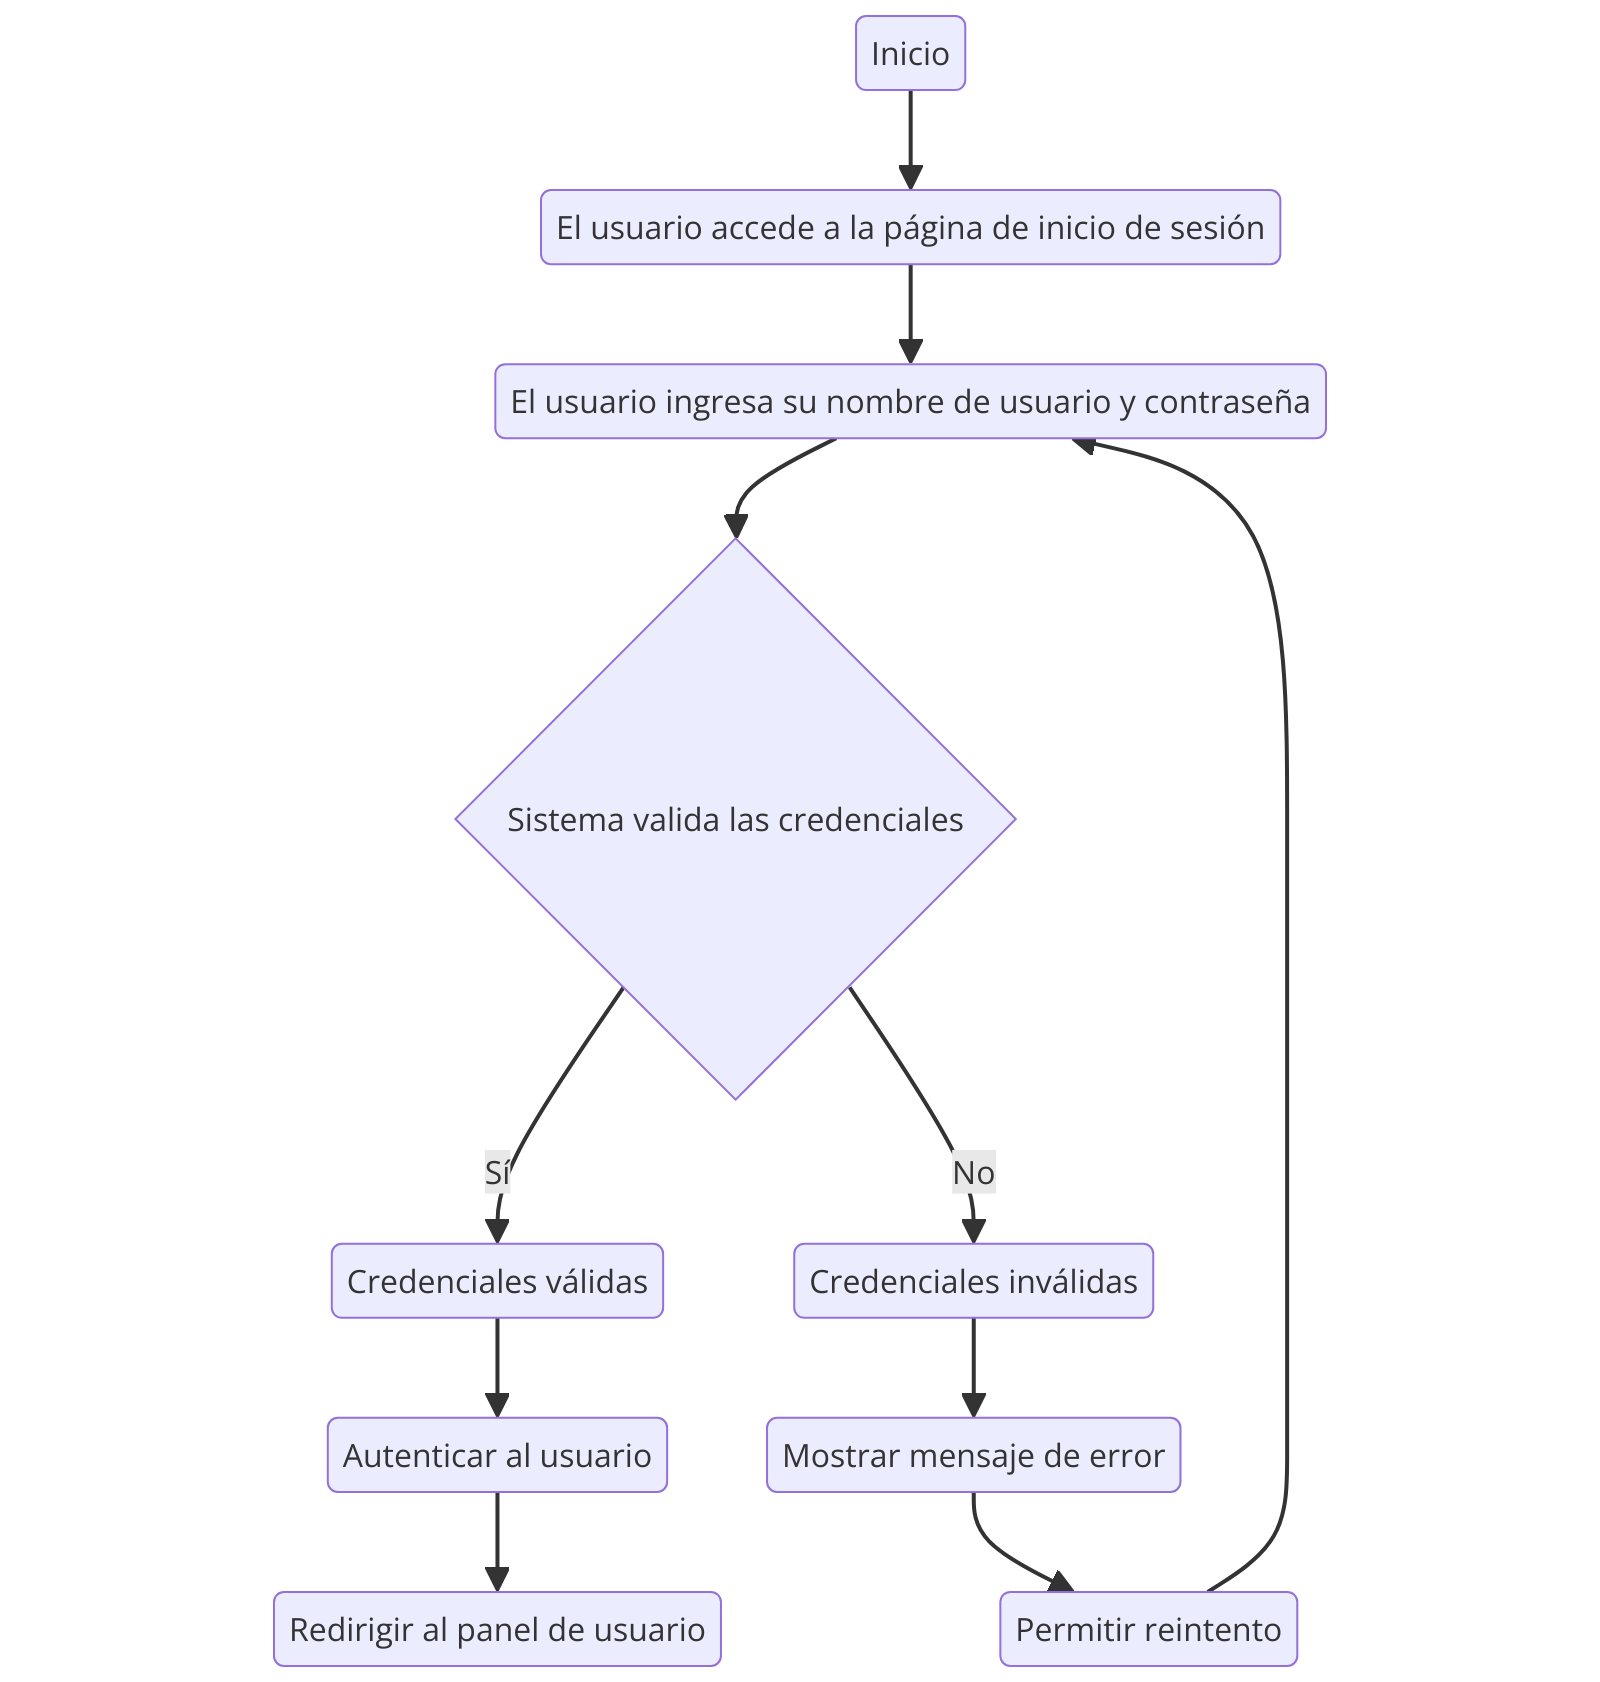 Inicio
El usuario accede a la página de inicio de sesión
El usuario ingresa su nombre de usuario y contraseña
Sistema valida las credenciales
Sí
No
Credenciales válidas
Credenciales inválidas
Autenticar al usuario
Mostrar mensaje de error
Redirigir al panel de usuario
Permitir reintento